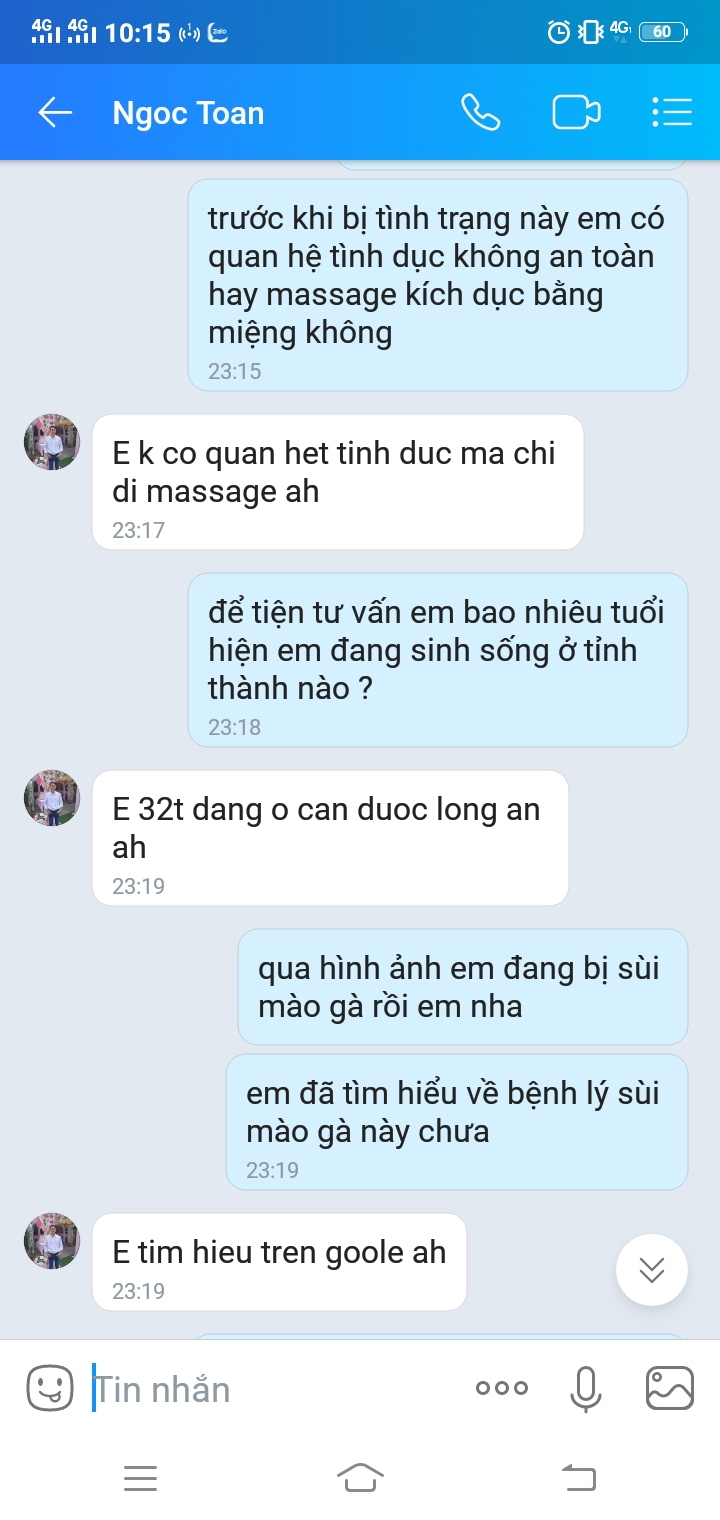 4G 4G 10:15 Zalo 4G 60
Ngoc Toan
trước khi bị tình trạng này em có
quan hệ tình dục không an toàn
hay massage kích dục bằng
miệng không
23:15
E k co quan het tinh duc ma chi
di massage ah
23:17
để tiện tư vấn em bao nhiêu tuổi
hiện em đang sinh sống ở tỉnh
thành nào ?
23:18
E 32t dang o can duoc long an
ah
23:19
qua hình ảnh em đang bị sùi
mào gà rồi em nha
em đã tìm hiểu về bệnh lý sùi
mào gà này chưa
23:19
E tim hieu tren goole ah
23:19
Tin nhắn